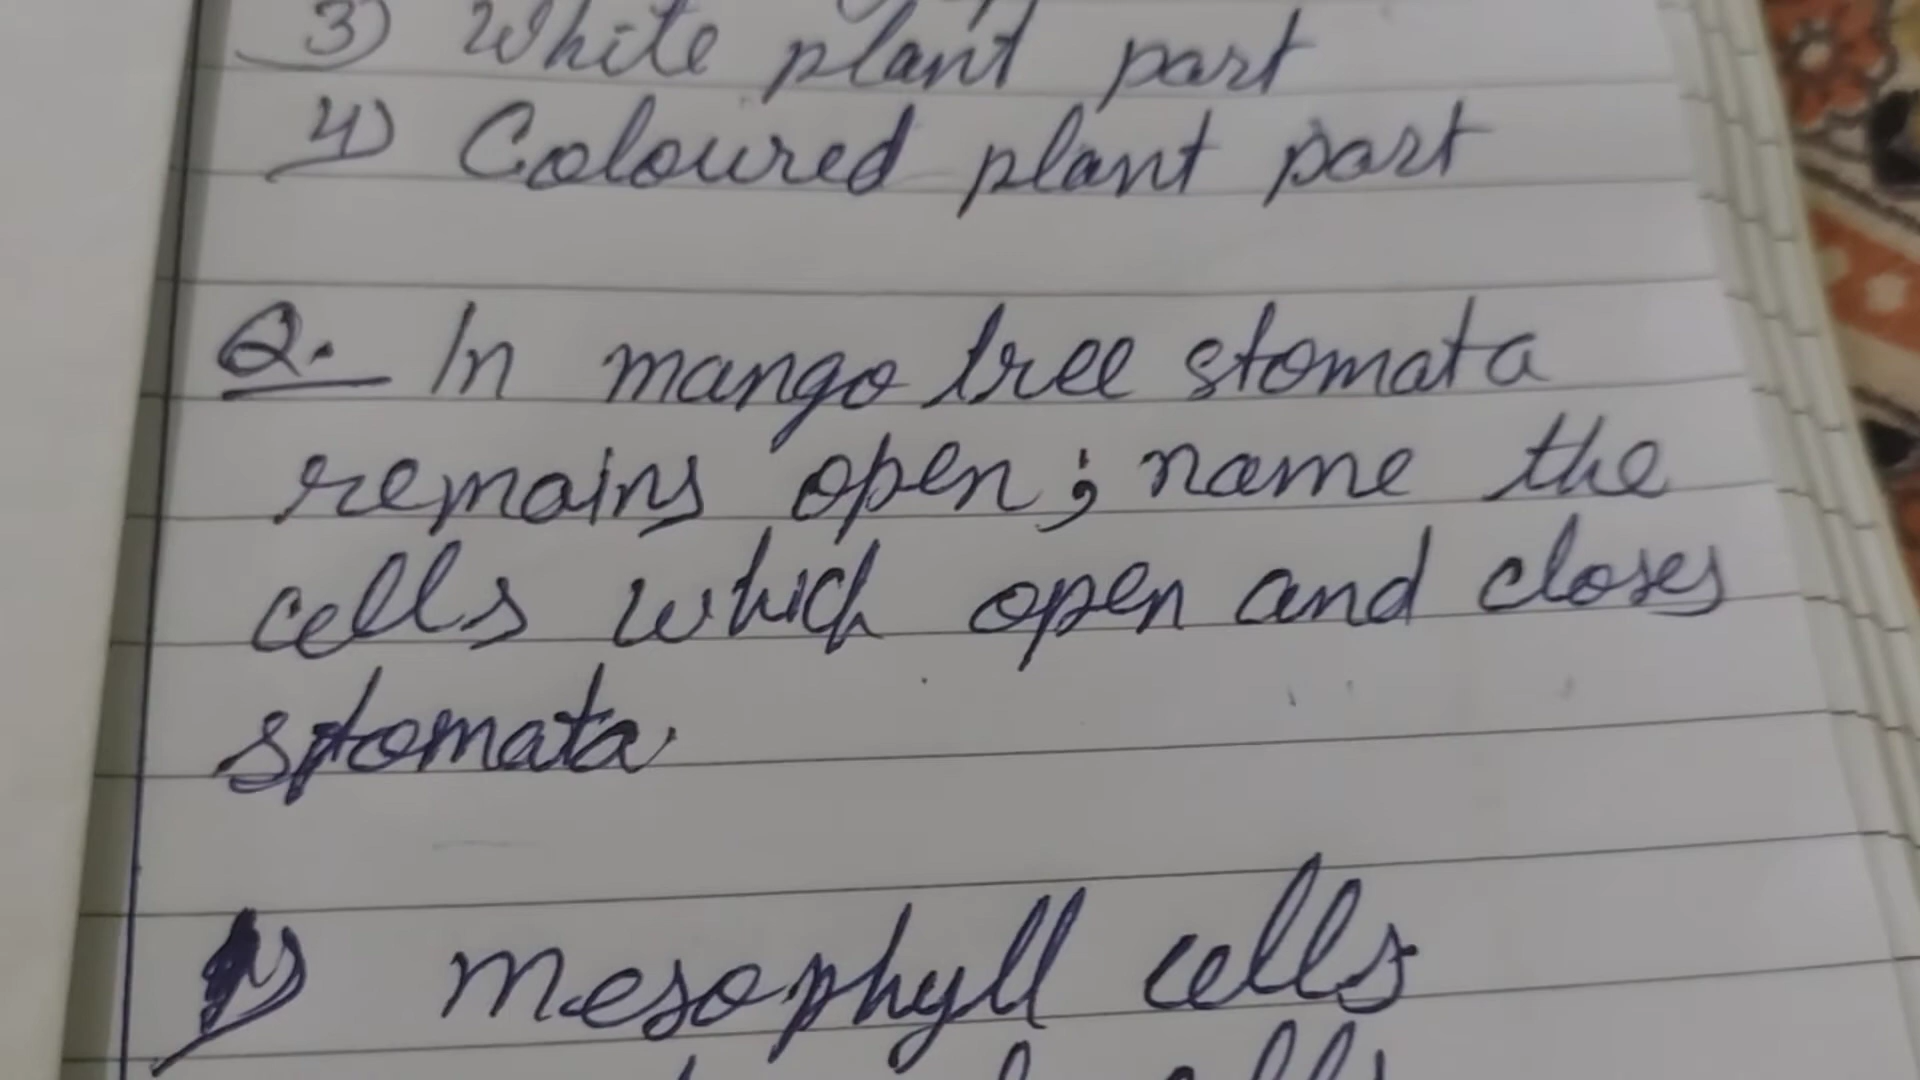 3) White plant part
4) Coloured plant part
Q. In mango tree stomata
remains open; name the
cells which open and closes
stomata.
1) Mesophyll cells